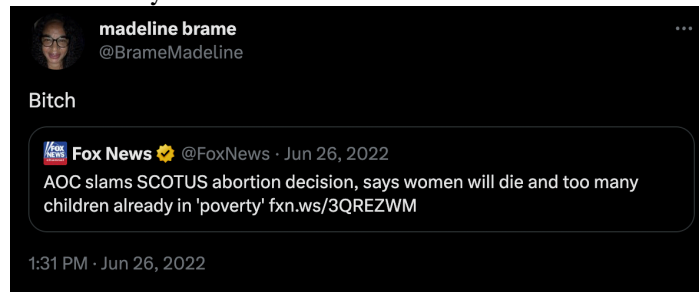 madeline brame
@BrameMadeline
Bitch
Fox News @FoxNews · Jun 26, 2022
AOC slams SCOTUS abortion decision, says women will die and too many
children already in 'poverty' fxn.ws/3QREZWM
1:31 PM · Jun 26, 2022